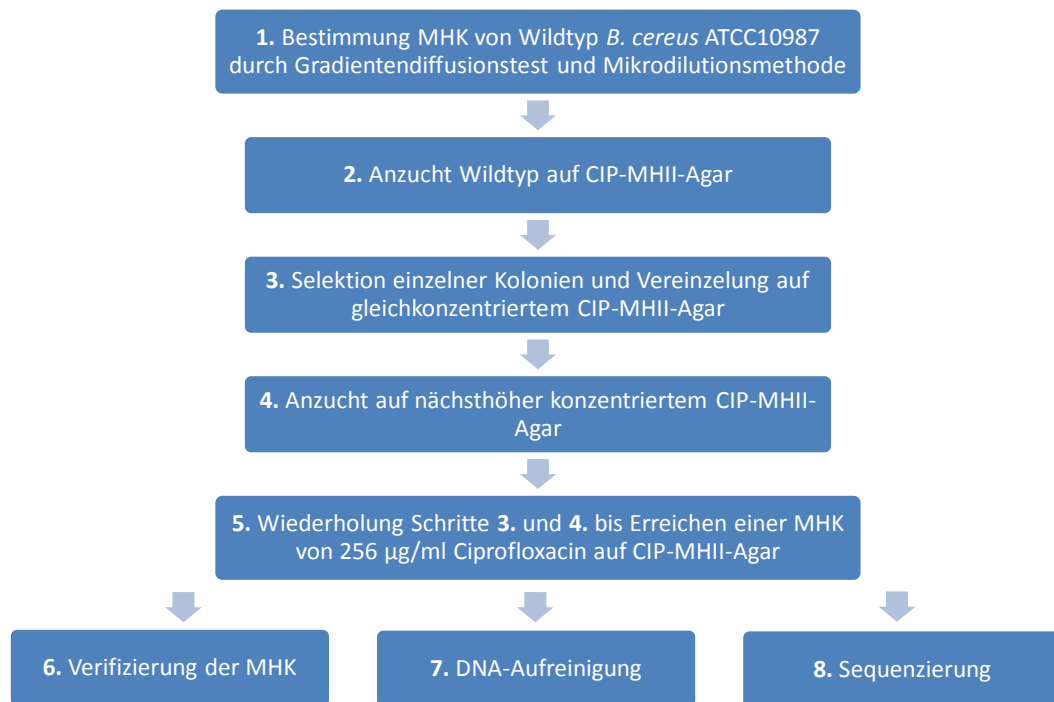 1. Bestimmung MHK von Wildtyp B. cereus ATCC10987
durch Gradientendiffusionstest und Mikrodilutionsmethode
2. Anzucht Wildtyp auf CIP-MHII-Agar
3. Selektion einzelner Kolonien und Vereinzelung auf
gleichkonzentriertem CIP-MHII-Agar
4. Anzucht auf nächsthöher konzentriertem CIP-MHII-
Agar
5. Wiederholung Schritte 3. und 4. bis Erreichen einer MHK
von 256 µg/ml Ciprofloxacin auf CIP-MHII-Agar
6. Verifizierung der MHK
7. DNA-Aufreinigung
8. Sequenzierung